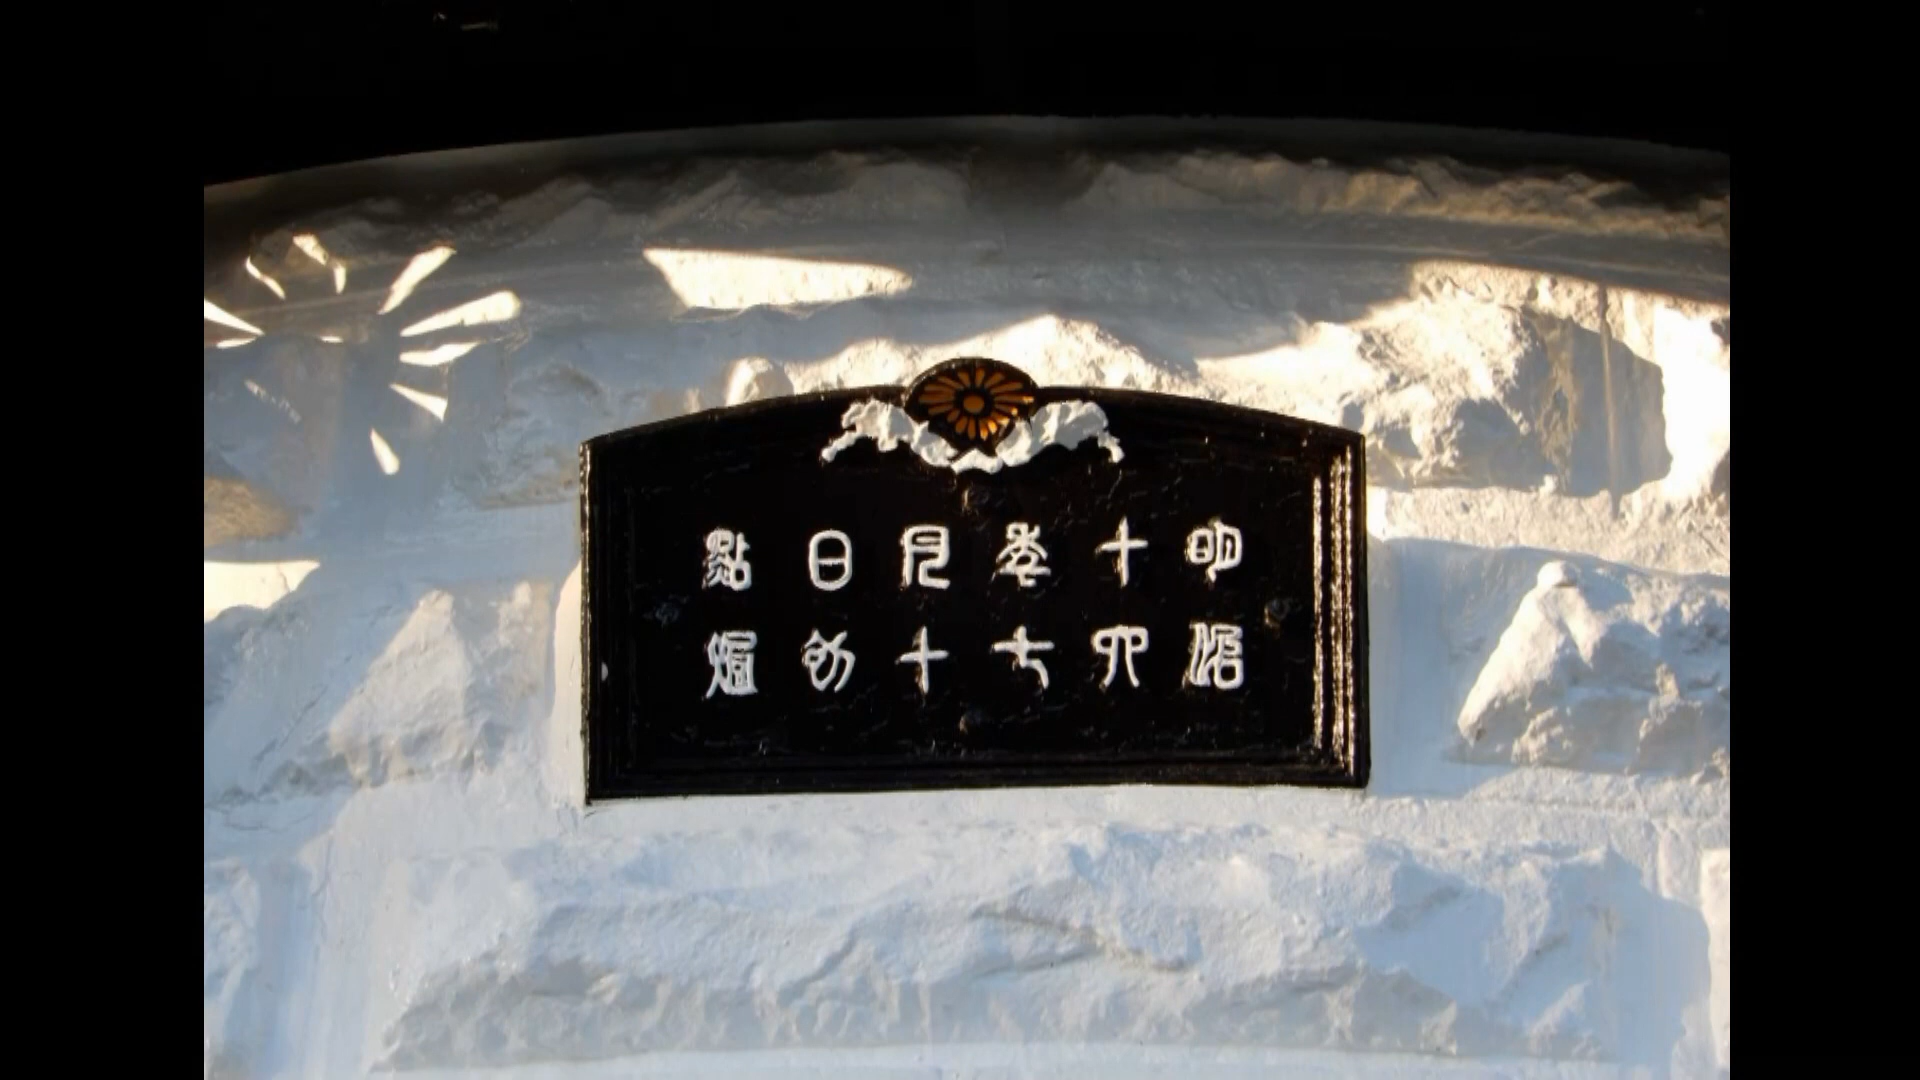 明治
十六
年七
月十
日初
點燈